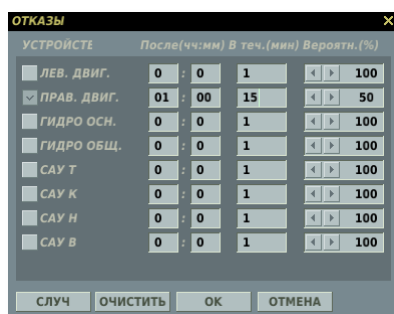 ОТКАЗЫ
УСТРОЙСТЕ После(чч:мм) В теч.(мин) Вероятн.(%)
ЛЕВ. ДВИГ. 0 : 0 1 100
ПРАВ. ДВИГ. 01 : 00 15 50
ГИДРО ОСН. 0 : 0 1 100
ГИДРО ОБЩ. 0 : 0 1 100
САУ Т 0 : 0 1 100
САУ К 0 : 0 1 100
САУ Н 0 : 0 1 100
САУ В 0 : 0 1 100
СЛУЧ ОЧИСТИТЬ ОК ОТМЕНА